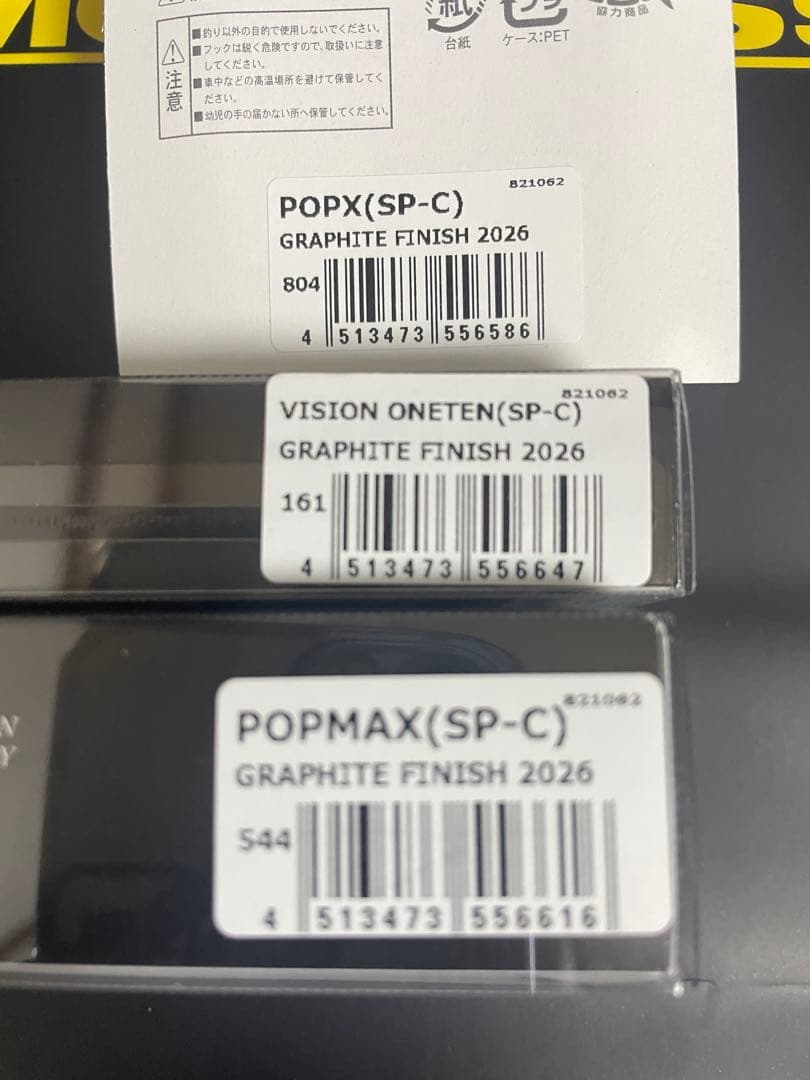 ■釣り以外の目的で使用しないでください。
■フックは鋭く危険ですので、取扱いに注意
してください。
■車中などの高温場所を避けて保管してく
ださい。
■幼児の手の届かない所へ保管してください。
注意
紙
台紙
ケース:PET
協力商品
821062
POPX(SP-C)
GRAPHITE FINISH 2026
804
4 513473 556586
821062
VISION ONETEN(SP-C)
GRAPHITE FINISH 2026
161
4 513473 556647
821062
POPMAX(SP-C)
GRAPHITE FINISH 2026
544
4 513473 556616
N
Y